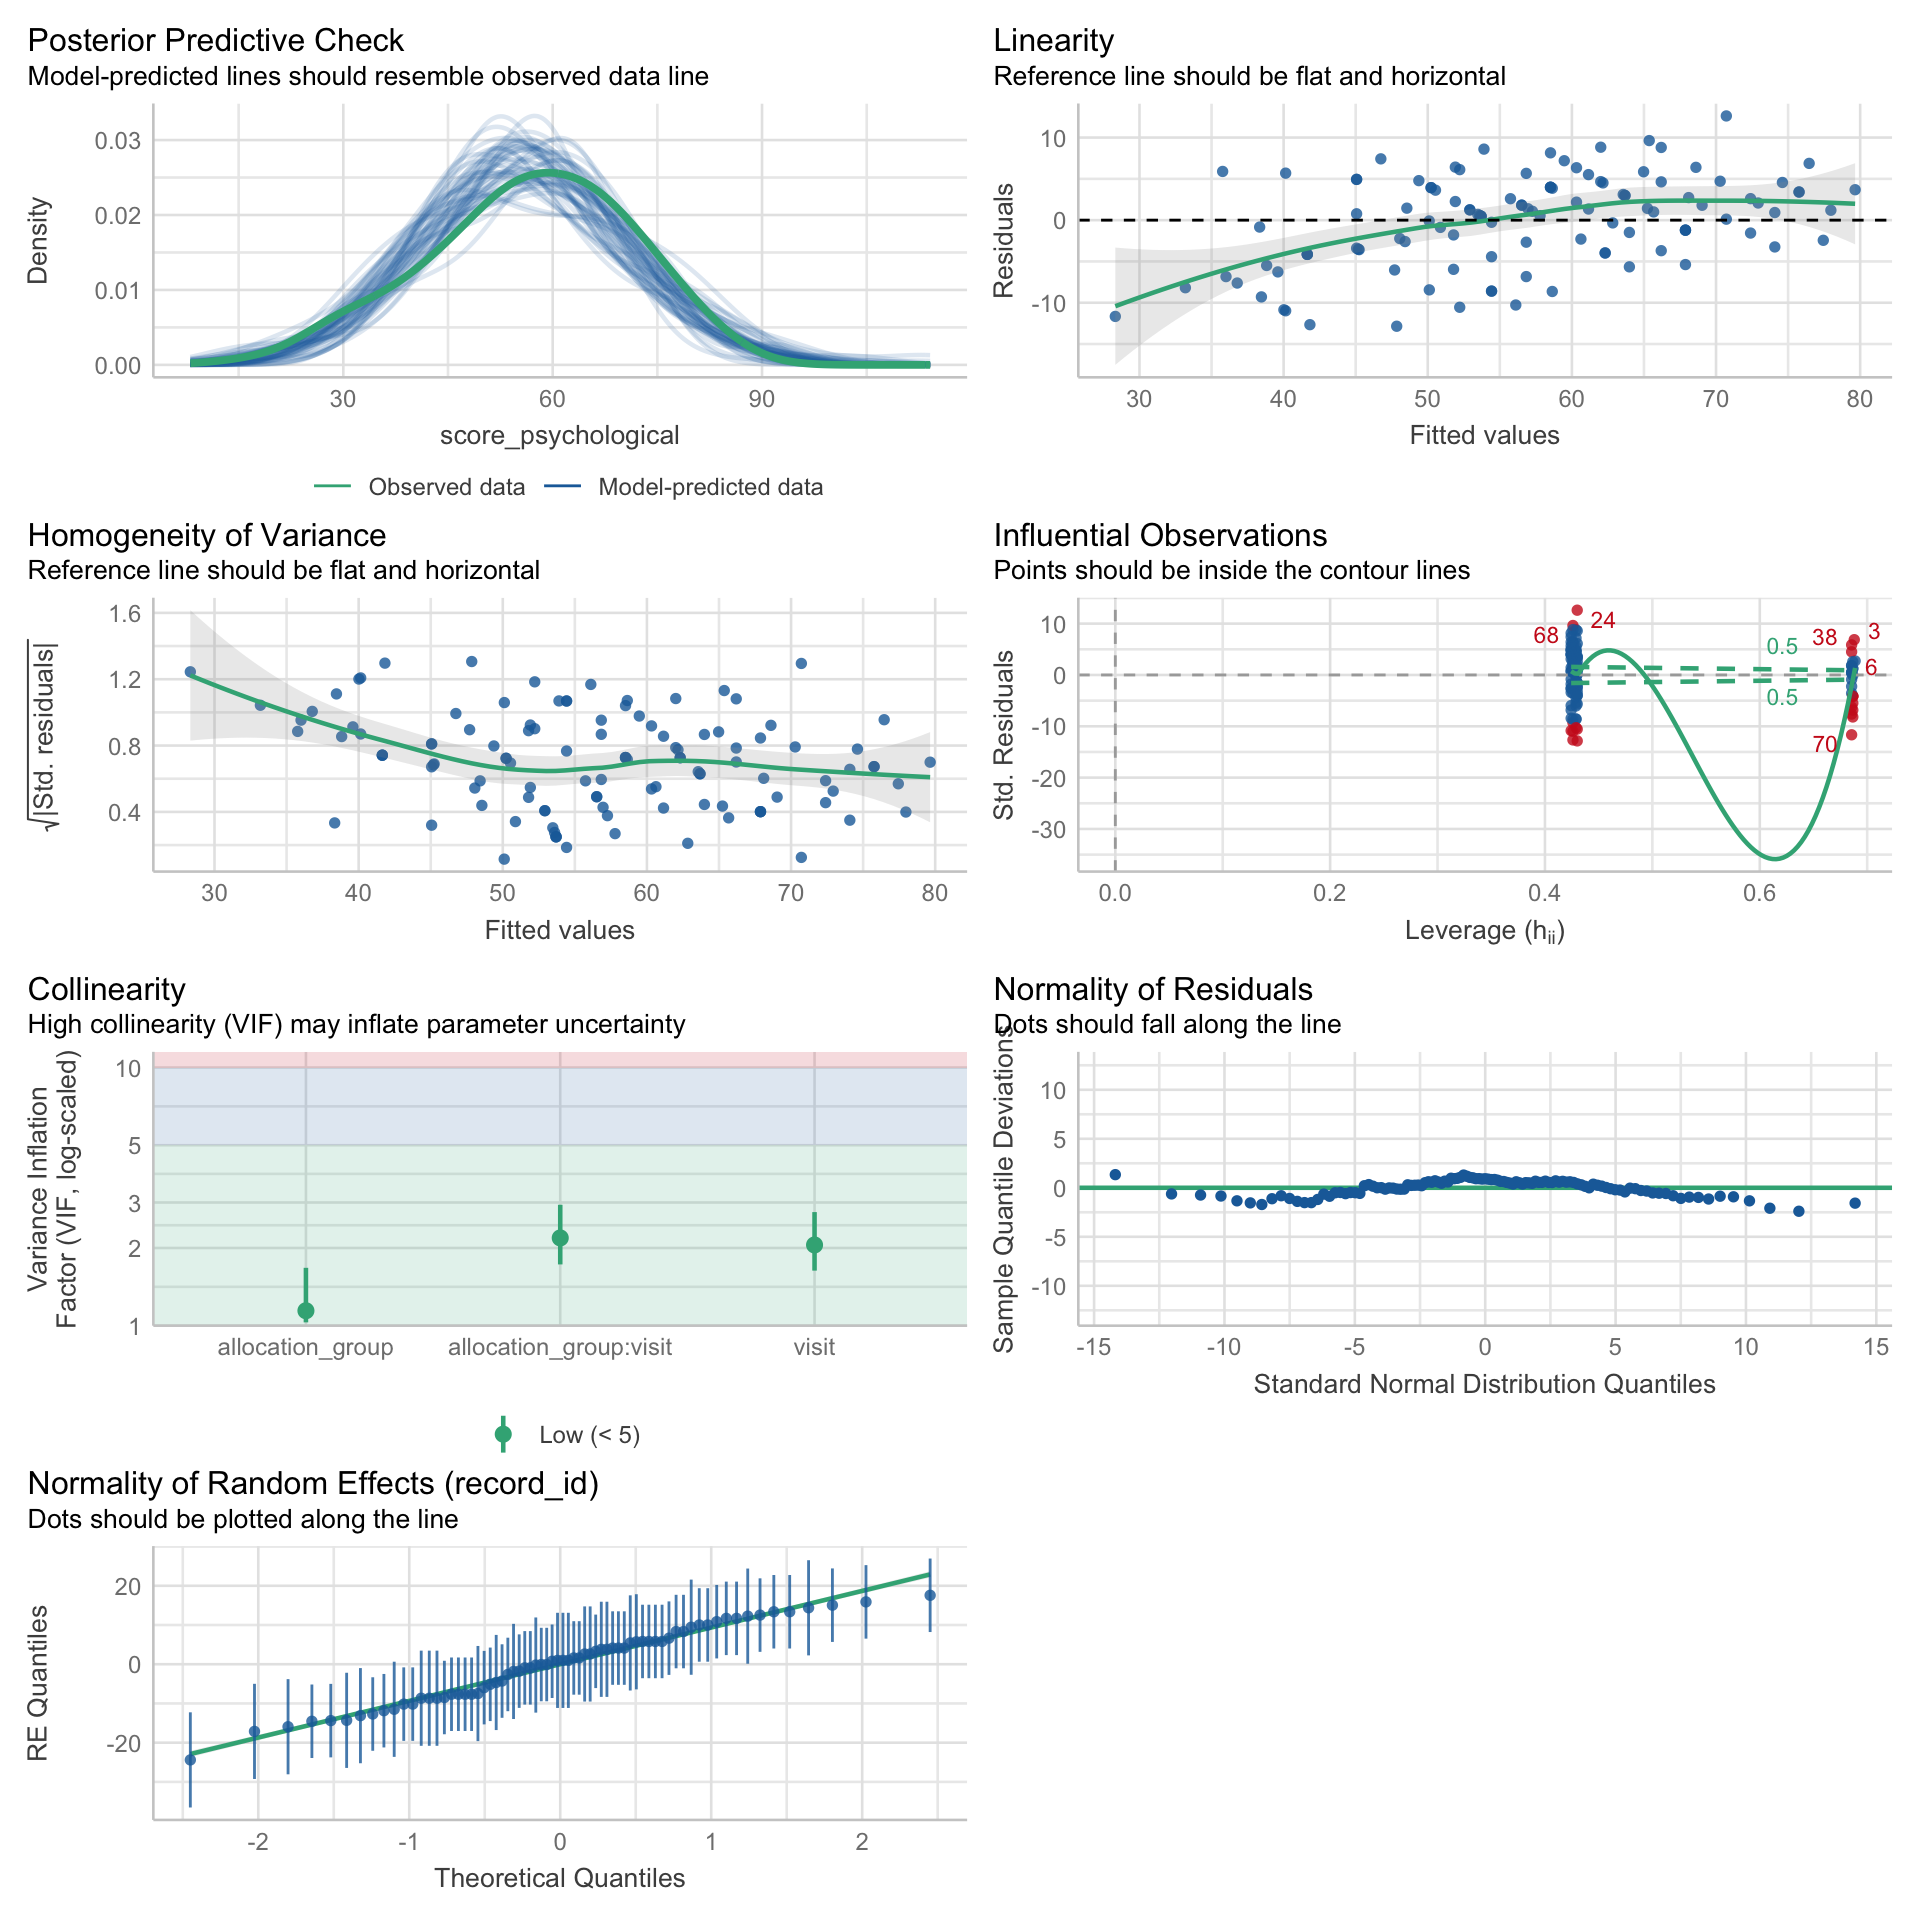 Posterior Predictive Check
Model-predicted lines should resemble observed data line
Density
0.03
0.02
0.01
0.00
30
60
90
score_psychological
Observed data
Model-predicted data
Linearity
Reference line should be flat and horizontal
Residuals
10
0
-10
30
40
50
60
70
80
Fitted values
Homogeneity of Variance
Reference line should be flat and horizontal
√|Std. residuals|
1.6
1.2
0.8
0.4
30
40
50
60
70
80
Fitted values
Influential Observations
Points should be inside the contour lines
Std. Residuals
10
0
-10
-20
-30
68
24
0.5
38
3
6
0.5
70
0.0
0.2
0.4
0.6
Leverage (hii)
Collinearity
High collinearity (VIF) may inflate parameter uncertainty
Variance Inflation
Factor (VIF, log-scaled)
10
5
3
2
1
allocation_group
allocation_group:visit
visit
Low (< 5)
Normality of Residuals
Dots should fall along the line
Sample Quantile Deviations
10
5
0
-5
-10
-15
-10
-5
0
5
10
15
Standard Normal Distribution Quantiles
Normality of Random Effects (record_id)
Dots should be plotted along the line
RE Quantiles
20
0
-20
-2
-1
0
1
2
Theoretical Quantiles